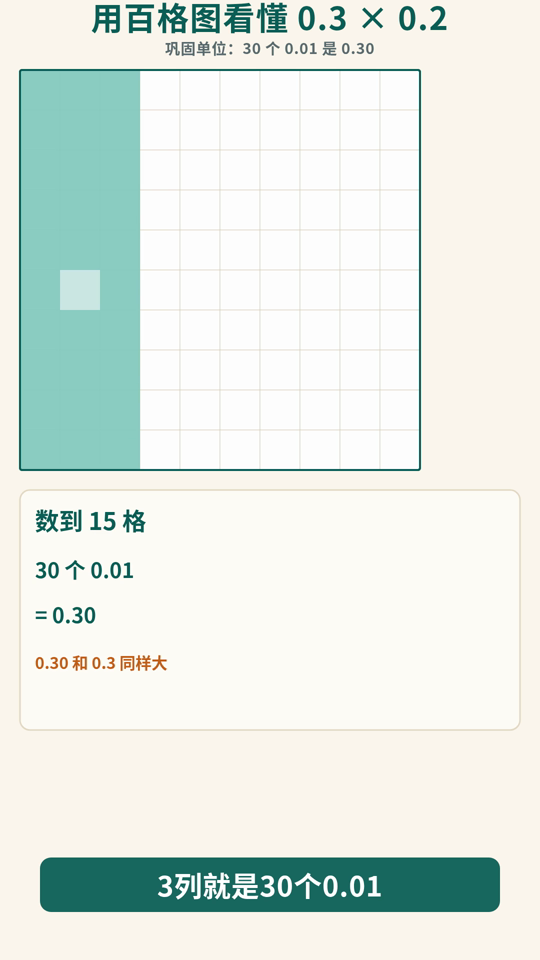 用百格图看懂 0.3 × 0.2
巩固单位：30 个 0.01 是 0.30
数到 15 格
30 个 0.01
= 0.30
0.30 和 0.3 同样大
3列就是30个0.01